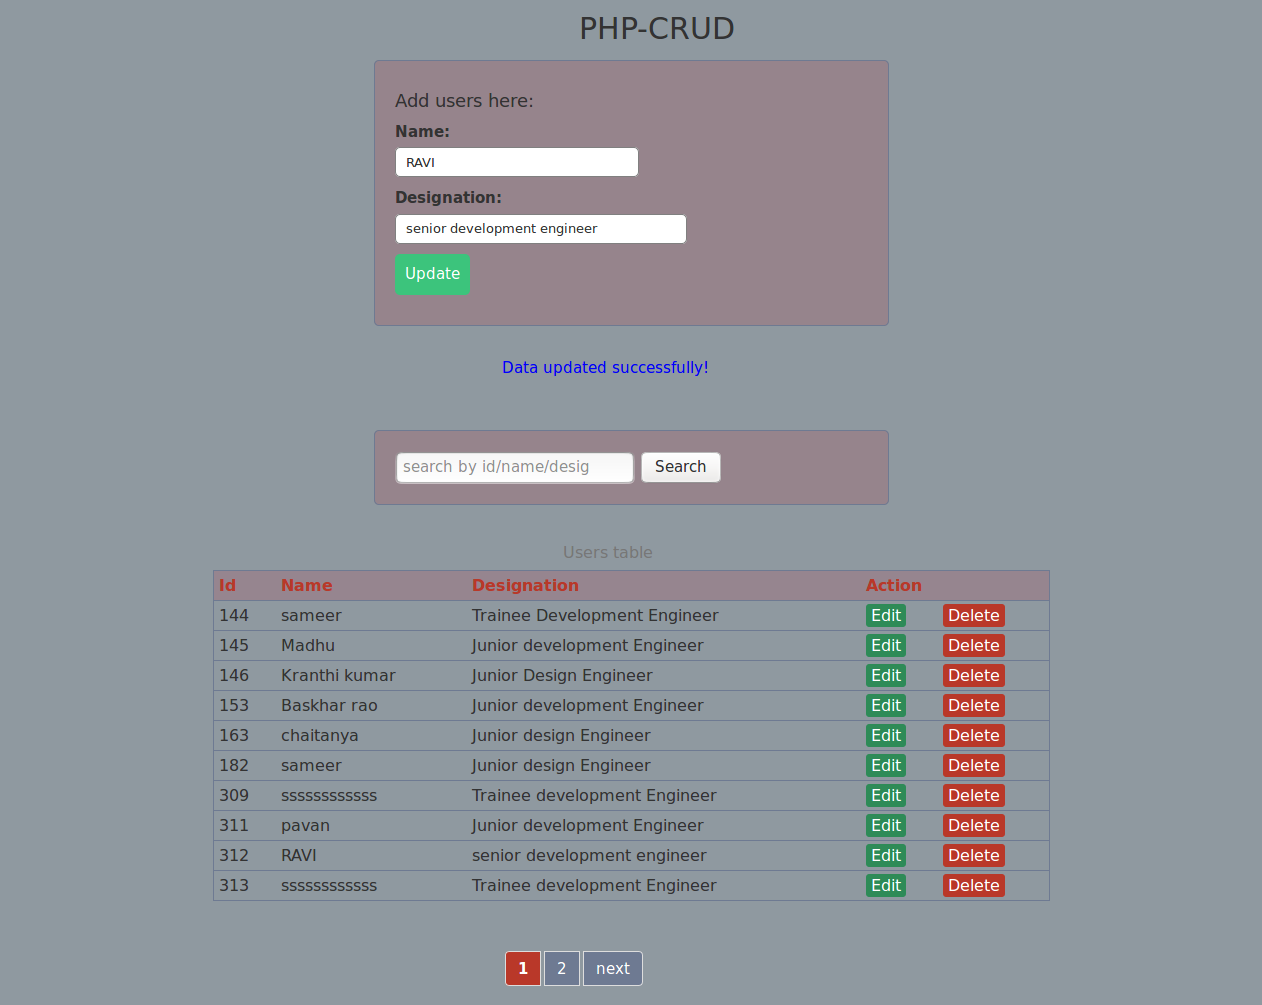 PHP-CRUD
Add users here:
Name:
RAVI
Designation:
senior development engineer
Update
Data updated successfully!
search by id/name/desig Search
Users table
Id Name Designation Action
144 sameer Trainee Development Engineer Edit Delete
145 Madhu Junior development Engineer Edit Delete
146 Kranthi kumar Junior Design Engineer Edit Delete
153 Baskhar rao Junior development Engineer Edit Delete
163 chaitanya Junior design Engineer Edit Delete
182 sameer Junior design Engineer Edit Delete
309 ssssssssssss Trainee development Engineer Edit Delete
311 pavan Junior development Engineer Edit Delete
312 RAVI senior development engineer Edit Delete
313 ssssssssssss Trainee development Engineer Edit Delete
1 2 next